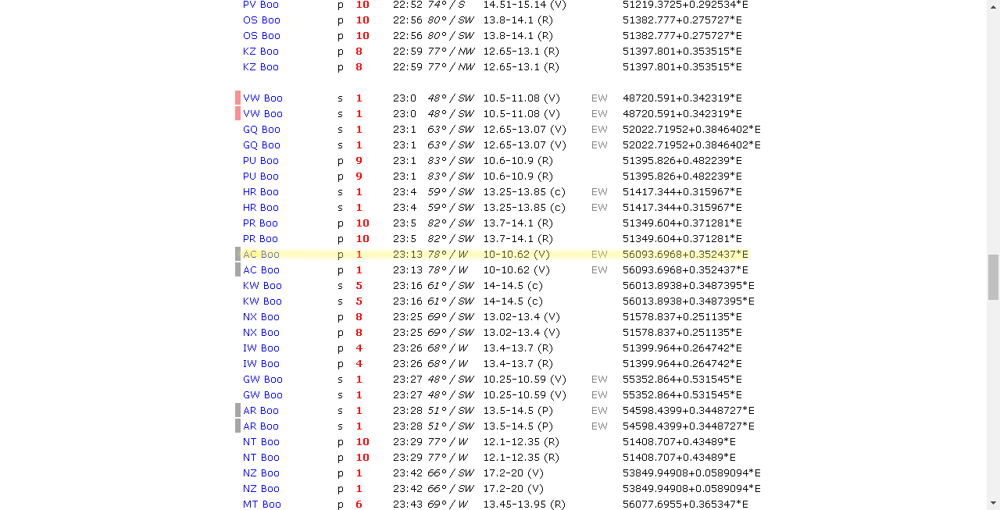 PV Boo p 10 22:52 74° / S 14.51-15.14 (V) 51219.3725+0.292534*E
OS Boo p 10 22:56 80° / SW 13.8-14.1 (R) 51382.777+0.275727*E
OS Boo p 10 22:56 80° / SW 13.8-14.1 (R) 51382.777+0.275727*E
KZ Boo p 8 22:59 77° / NW 12.65-13.1 (R) 51397.801+0.353515*E
KZ Boo p 8 22:59 77° / NW 12.65-13.1 (R) 51397.801+0.353515*E
VW Boo s 1 23:0 48° / SW 10.5-11.08 (V) EW 48720.591+0.342319*E
VW Boo s 1 23:0 48° / SW 10.5-11.08 (V) EW 48720.591+0.342319*E
GQ Boo s 1 23:1 63° / SW 12.65-13.07 (V) EW 52022.71952+0.3846402*E
GQ Boo s 1 23:1 63° / SW 12.65-13.07 (V) EW 52022.71952+0.3846402*E
PU Boo p 9 23:1 83° / SW 10.6-10.9 (R) 51395.826+0.482239*E
PU Boo p 9 23:1 83° / SW 10.6-10.9 (R) 51395.826+0.482239*E
HR Boo s 1 23:4 59° / SW 13.25-13.85 (c) EW 51417.344+0.315967*E
HR Boo s 1 23:4 59° / SW 13.25-13.85 (c) EW 51417.344+0.315967*E
PR Boo p 10 23:5 82° / SW 13.7-14.1 (R) 51349.604+0.371281*E
PR Boo p 10 23:5 82° / SW 13.7-14.1 (R) 51349.604+0.371281*E
AC Boo p 1 23:13 78° / W 10-10.62 (V) EW 56093.6968+0.352437*E
AC Boo p 1 23:13 78° / W 10-10.62 (V) EW 56093.6968+0.352437*E
KW Boo s 5 23:16 61° / SW 14-14.5 (c) 56013.8938+0.3487395*E
KW Boo s 5 23:16 61° / SW 14-14.5 (c) 56013.8938+0.3487395*E
NX Boo p 8 23:25 69° / SW 13.02-13.4 (V) 51578.837+0.251135*E
NX Boo p 8 23:25 69° / SW 13.02-13.4 (V) 51578.837+0.251135*E
IW Boo p 4 23:26 68° / W 13.4-13.7 (R) 51399.964+0.264742*E
IW Boo p 4 23:26 68° / W 13.4-13.7 (R) 51399.964+0.264742*E
GW Boo s 1 23:27 48° / SW 10.25-10.59 (V) EW 55352.864+0.531545*E
GW Boo s 1 23:27 48° / SW 10.25-10.59 (V) EW 55352.864+0.531545*E
AR Boo s 1 23:28 51° / SW 13.5-14.5 (P) EW 54598.4399+0.3448727*E
AR Boo s 1 23:28 51° / SW 13.5-14.5 (P) EW 54598.4399+0.3448727*E
NT Boo p 10 23:29 77° / W 12.1-12.35 (R) 51408.707+0.43489*E
NT Boo p 10 23:29 77° / W 12.1-12.35 (R) 51408.707+0.43489*E
NZ Boo p 1 23:42 66° / SW 17.2-20 (V) 53849.94908+0.0589094*E
NZ Boo p 1 23:42 66° / SW 17.2-20 (V) 53849.94908+0.0589094*E
MT Boo p 6 23:43 69° / W 13.45-13.95 (R) 56077.6955+0.365347*E